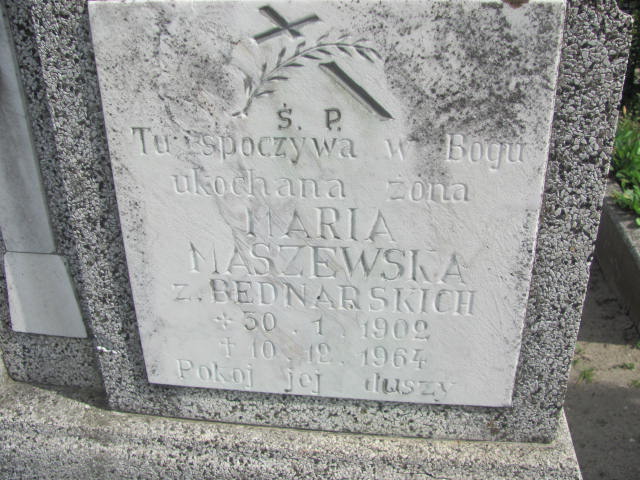 Ś. P.
Tu spoczywa w Bogu
ukochana żona
MARIA
MASZEWSKA
z. BEDNARSKICH
+ 30. 1. 1902
† 10. 12. 1964
Pokój jej duszy